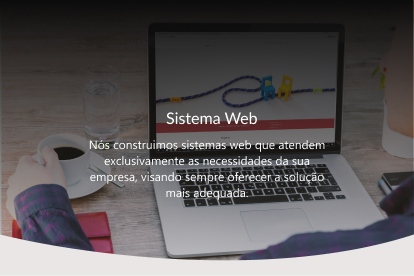 Sistema Web
Nós construimos sistemas web que atendem
exclusivamente as necessidades da sua
empresa, visando sempre oferecer a solução
mais adequada.